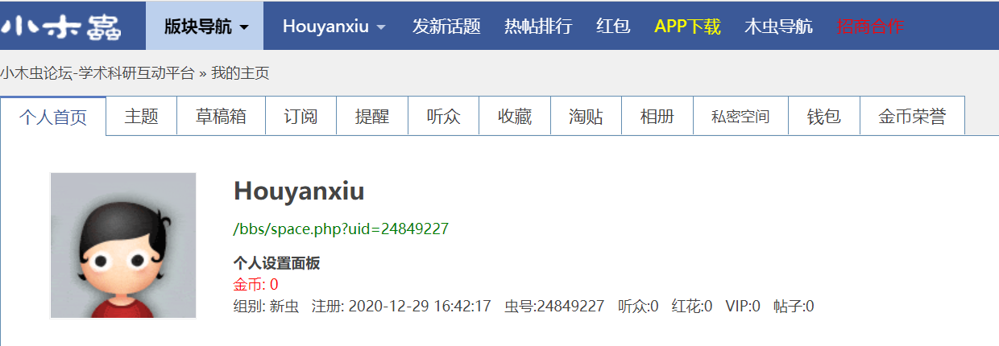 小木蟲 版块导航 Houyanxiu 发新话题 热帖排行 红包 APP下载 木虫导航 招商合作
小木虫论坛-学术科研互动平台 » 我的主页
个人首页 主题 草稿箱 订阅 提醒 听众 收藏 淘贴 相册 私密空间 钱包 金币荣誉
Houyanxiu
/bbs/space.php?uid=24849227
个人设置面板
金币: 0
组别: 新虫 注册: 2020-12-29 16:42:17 虫号:24849227 听众:0 红花:0 VIP:0 帖子:0